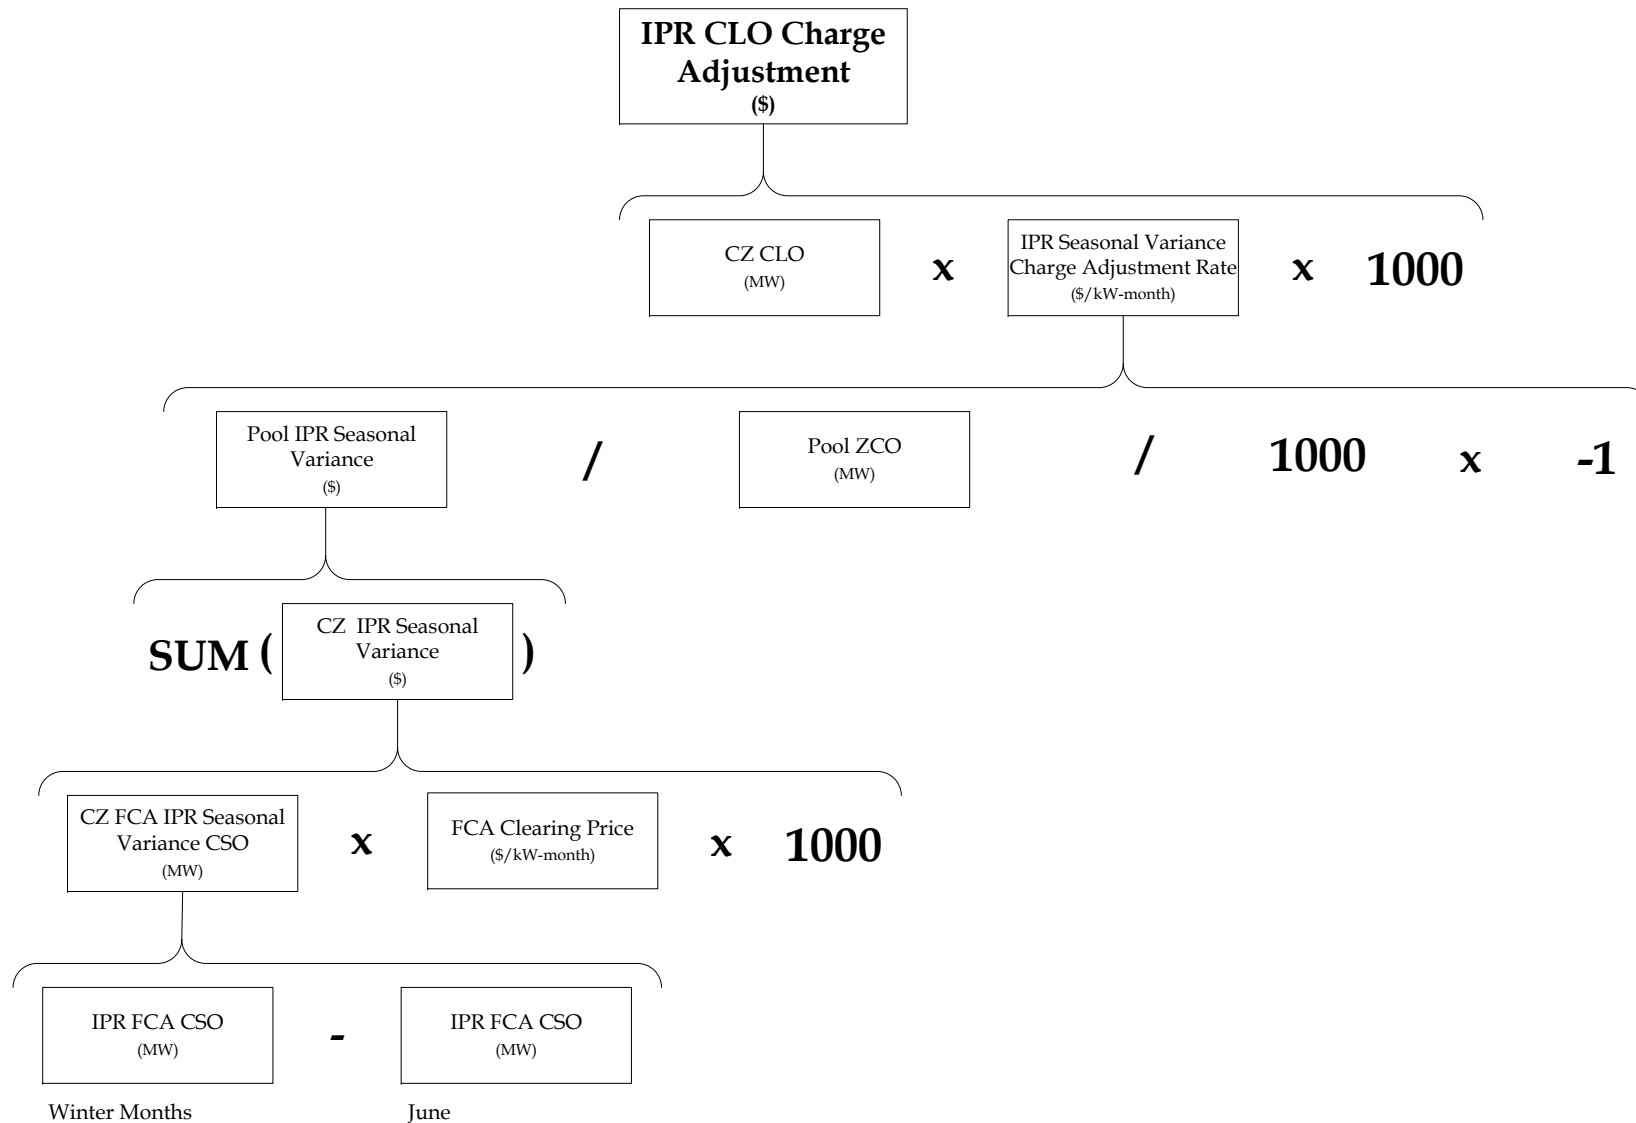 IPR CLO Charge
Adjustment
($)
CZ CLO
(MW)
x
IPR Seasonal Variance
Charge Adjustment Rate
($/kW-month)
x
1000
Pool IPR Seasonal
Variance
($)
/
Pool ZCO
(MW)
/
1000
x
-1
SUM (
CZ IPR Seasonal
Variance
($)
)
CZ FCA IPR Seasonal
Variance CSO
(MW)
x
FCA Clearing Price
($/kW-month)
x
1000
IPR FCA CSO
(MW)
-
IPR FCA CSO
(MW)
Winter Months
June